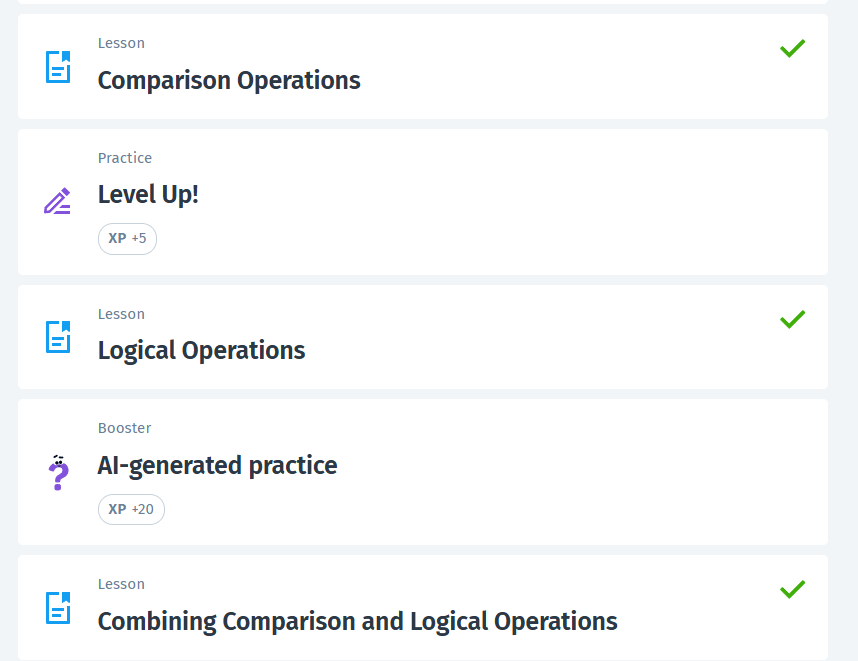 Lesson
Comparison Operations
Practice
Level Up!
XP +5
Lesson
Logical Operations
Booster
AI-generated practice
XP +20
Lesson
Combining Comparison and Logical Operations